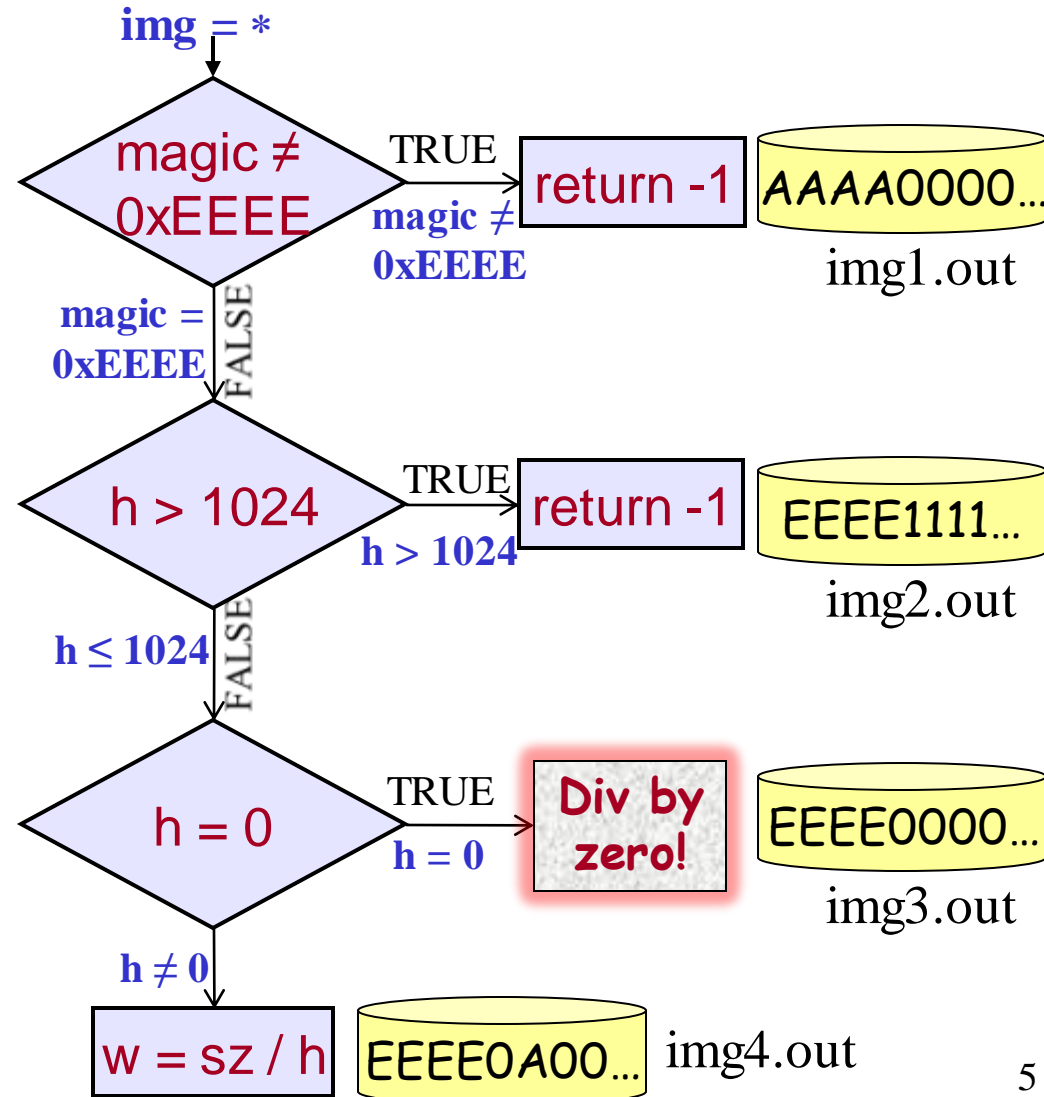 img = *
magic ≠
0xEEEE
TRUE
magic ≠
0xEEEE
return -1
AAAA0000...
img1.out
magic =
0xEEEE
FALSE
h > 1024
TRUE
h > 1024
return -1
EEEE1111...
img2.out
h ≤ 1024
FALSE
h = 0
TRUE
h = 0
Div by
zero!
EEEE0000...
img3.out
h ≠ 0
w = sz / h
EEEE0A00...
img4.out
5